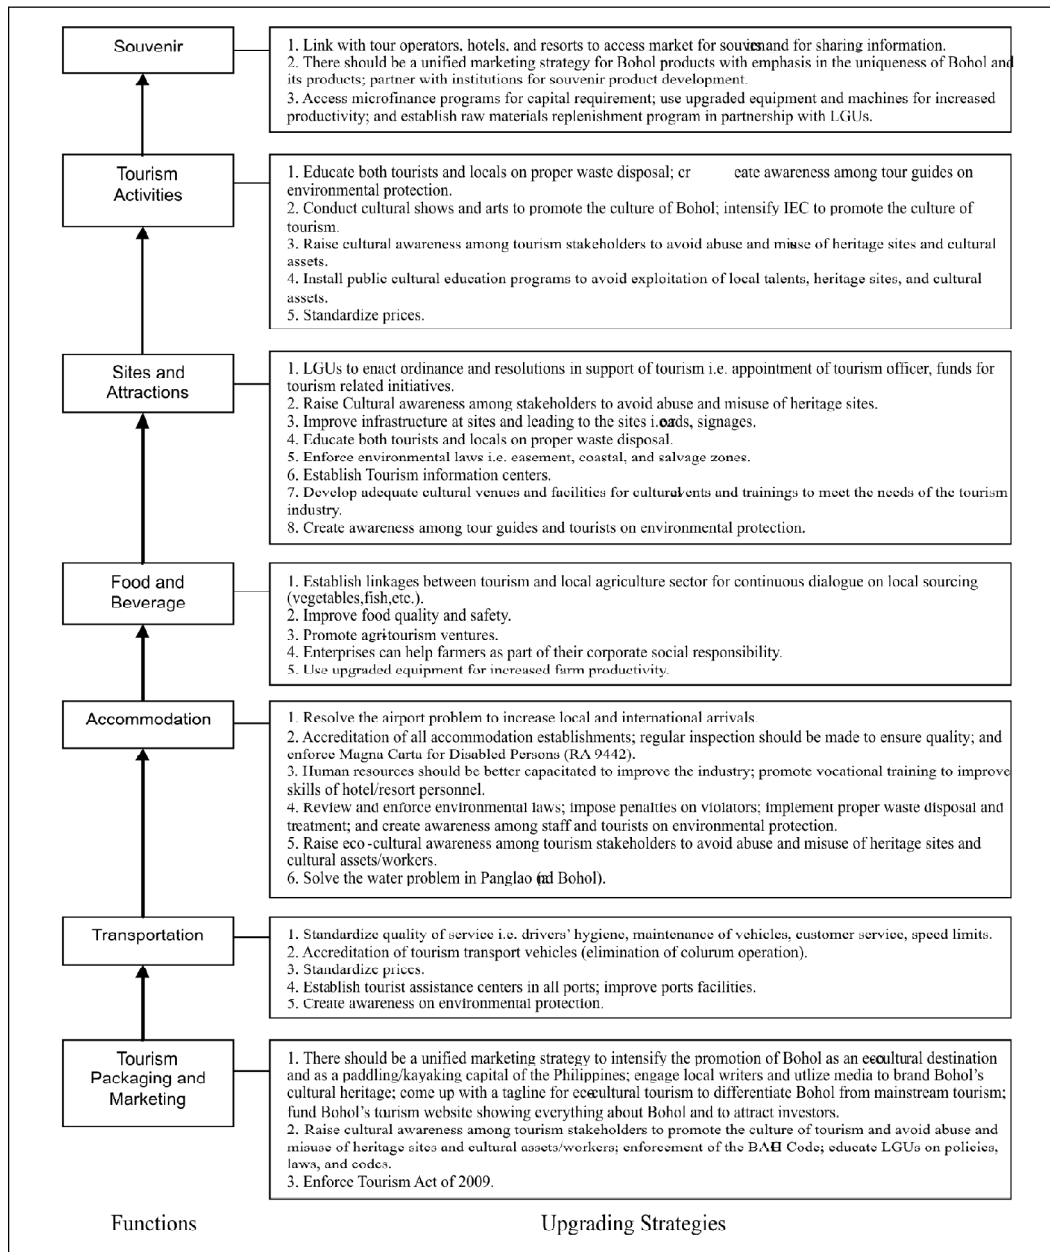 Souvenir
1. Link with tour operators, hotels, and resorts to access market for souvenir and for sharing information.
2. There should be a unified marketing strategy for Bohol products with emphasis in the uniqueness of Bohol and
its products; partner with institutions for souvenir product development.
3. Access microfinance programs for capital requirement; use upgraded equipment and machines for increased
productivity; and establish raw materials replenishment program in partnership with LGUs.
Tourism
Activities
1. Educate both tourists and locals on proper waste disposal; cr eate awareness among tour guides on
environmental protection.
2. Conduct cultural shows and arts to promote the culture of Bohol; intensify IEC to promote the culture of
tourism.
3. Raise cultural awareness among tourism stakeholders to avoid abuse and misuse of heritage sites and cultural
assets.
4. Install public cultural education programs to avoid exploitation of local talents, heritage sites, and cultural
assets.
5. Standardize prices.
Sites and
Attractions
1. LGUs to enact ordinance and resolutions in support of tourism i.e. appointment of tourism officer, funds for
tourism related initiatives.
2. Raise Cultural awareness among stakeholders to avoid abuse and misuse of heritage sites.
3. Improve infrastructure at sites and leading to the sites i.e. roads, signages.
4. Educate both tourists and locals on proper waste disposal.
5. Enforce environmental laws i.e. easement, coastal, and salvage zones.
6. Establish Tourism information centers.
7. Develop adequate cultural venues and facilities for cultural events and trainings to meet the needs of the tourism
industry.
8. Create awareness among tour guides and tourists on environmental protection.
Food and
Beverage
1. Establish linkages between tourism and local agriculture sector for continuous dialogue on local sourcing
(vegetables,fish,etc.).
2. Improve food quality and safety.
3. Promote agri-tourism ventures.
4. Enterprises can help farmers as part of their corporate social responsibility.
5. Use upgraded equipment for increased farm productivity.
Accommodation
1. Resolve the airport problem to increase local and international arrivals.
2. Accreditation of all accommodation establishments; regular inspection should be made to ensure quality; and
enforce Magna Carta for Disabled Persons (RA 9442).
3. Human resources should be better capacitated to improve the industry; promote vocational training to improve
skills of hotel/resort personnel.
4. Review and enforce environmental laws; impose penalties on violators; implement proper waste disposal and
treatment; and create awareness among staff and tourists on environmental protection.
5. Raise eco-cultural awareness among tourism stakeholders to avoid abuse and misuse of heritage sites and
cultural assets/workers.
6. Solve the water problem in Panglao (and Bohol).
Transportation
1. Standardize quality of service i.e. drivers' hygiene, maintenance of vehicles, customer service, speed limits.
2. Accreditation of tourism transport vehicles (elimination of colurum operation).
3. Standardize prices.
4. Establish tourist assistance centers in all ports; improve ports facilities.
5. Create awareness on environmental protection.
Tourism
Packaging and
Marketing
1. There should be a unified marketing strategy to intensify the promotion of Bohol as an eco-cultural destination
and as a paddling/kayaking capital of the Philippines; engage local writers and utlize media to brand Bohol's
cultural heritage; come up with a tagline for eco-cultural tourism to differentiate Bohol from mainstream tourism;
fund Bohol's tourism website showing everything about Bohol and to attract investors.
2. Raise cultural awareness among tourism stakeholders to promote the culture of tourism and avoid abuse and
misuse of heritage sites and cultural assets/workers; enforcement of the Code; educate LGUs on policies,
laws, and codes.
3. Enforce Tourism Act of 2009.
Functions
Upgrading Strategies